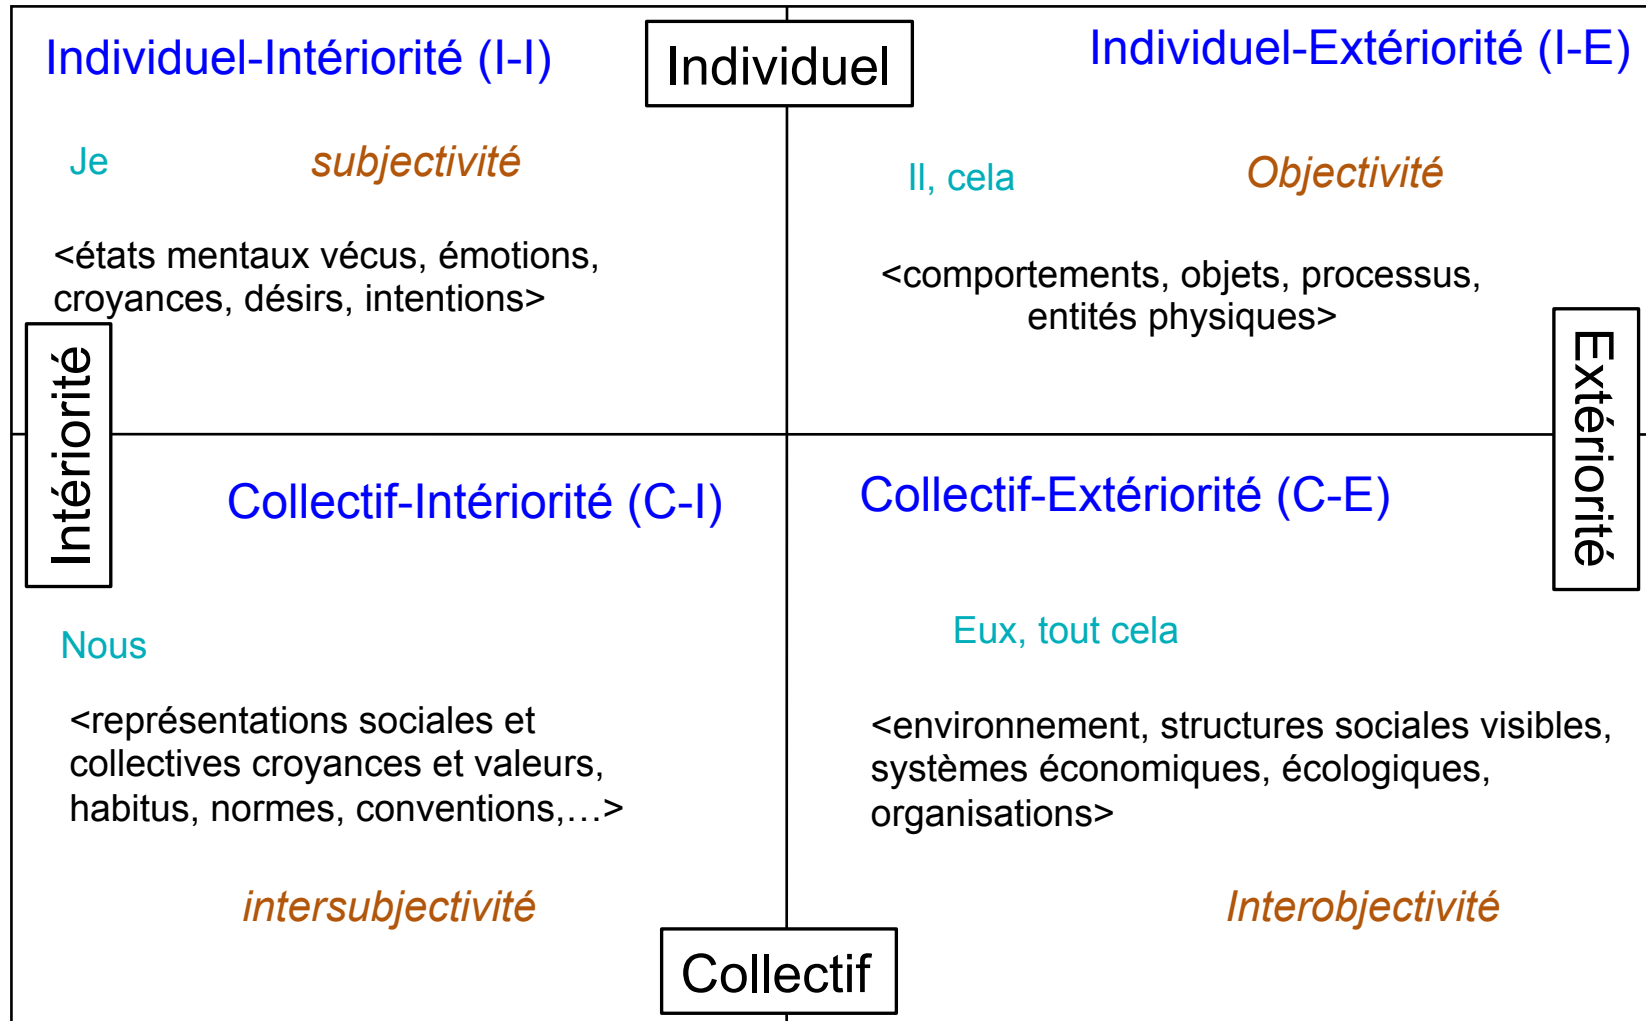 Individuel-Intériorité (I-I)
Individuel
Individuel-Extériorité (I-E)
Je
subjectivité
Il, cela
Objectivité
<états mentaux vécus, émotions,
croyances, désirs, intentions>
<comportements, objets, processus,
entités physiques>
Intériorité
Extériorité
Collectif-Intériorité (C-I)
Collectif-Extériorité (C-E)
Nous
Eux, tout cela
<représentations sociales et
collectives croyances et valeurs,
habitus, normes, conventions,…>
<environnement, structures sociales visibles,
systèmes économiques, écologiques,
organisations>
intersubjectivité
Interobjectivité
Collectif